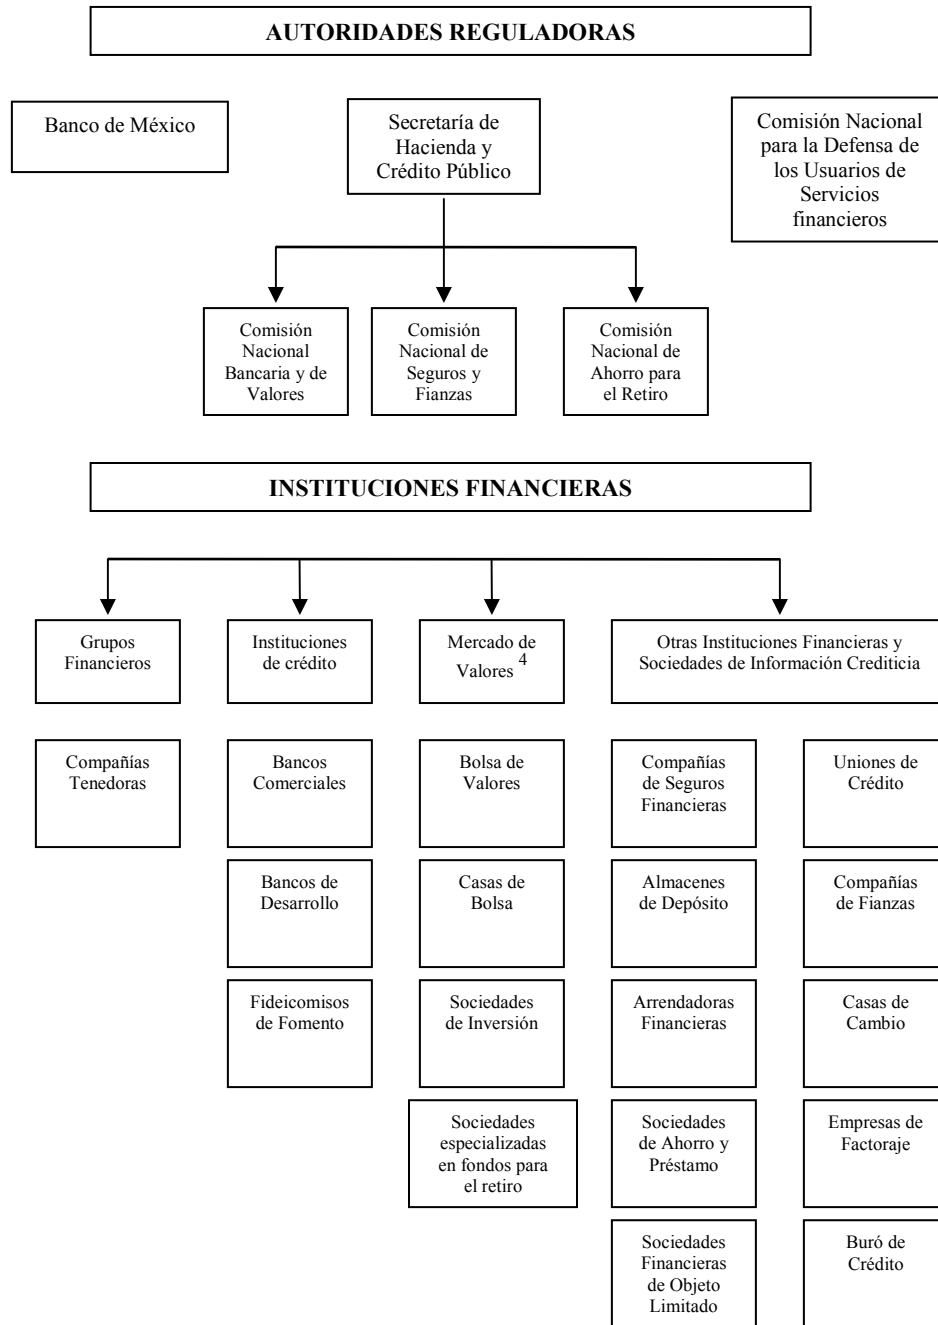 AUTORIDADES REGULADORAS
Banco de México
Secretaría de
Hacienda y
Crédito Público
Comisión Nacional
para la Defensa de
los Usuarios de
Servicios
financieros
Comisión
Nacional
Bancaria y de
Valores
Comisión
Nacional de
Seguros y
Fianzas
Comisión
Nacional de
Ahorro para
el Retiro
INSTITUCIONES FINANCIERAS
Grupos
Financieros
Instituciones
de crédito
Mercado de
Valores 4
Otras Instituciones Financieras y
Sociedades de Información Crediticia
Compañías
Tenedoras
Bancos
Comerciales
Bolsa de
Valores
Compañías
de Seguros
Financieras
Uniones de
Crédito
Bancos de
Desarrollo
Casas de
Bolsa
Almacenes
de Depósito
Compañías
de Fianzas
Fideicomisos
de Fomento
Sociedades
de Inversión
Arrendadoras
Financieras
Casas de
Cambio
Sociedades
especializadas
en fondos para
el retiro
Sociedades
de Ahorro y
Préstamo
Empresas de
Factoraje
Sociedades
Financieras
de Objeto
Limitado
Buró de
Crédito